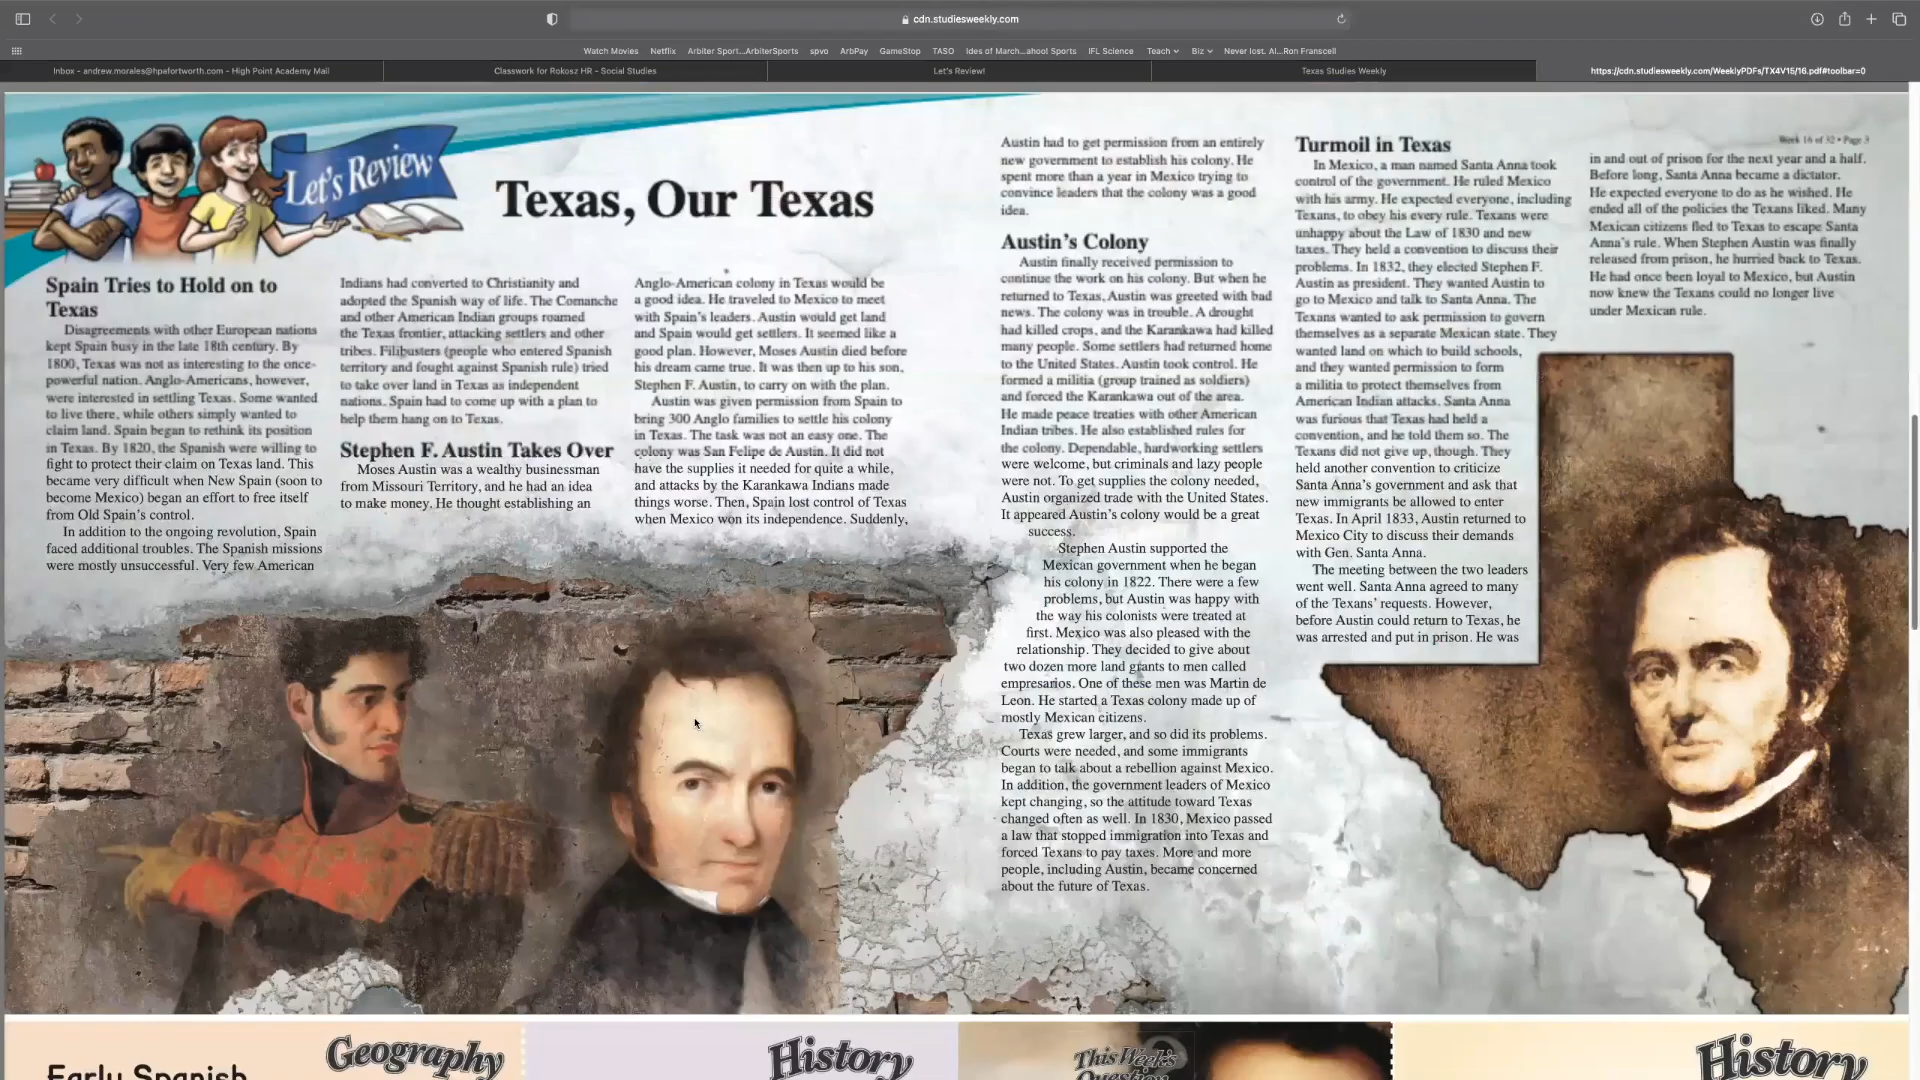 cdn.studiesweekly.com
Watch Movies Netflix Arbiter Sport...ArbiterSports spvo ArbPay GameStop TASO Ides of March...ahoo! Sports IFL Science Teach Biz Never lost. Al...Ron Franscell
Inbox - andrew.morales@hpafortworth.com - High Point Academy Mail
Classwork for Rokosz HR - Social Studies
Let's Review!
Texas Studies Weekly
https://cdn.studiesweekly.com/WeeklyPDFs/TX4V15/16.pdf#toolbar=0
Let's Review
Texas, Our Texas
Spain Tries to Hold on to
Texas
Disagreements with other European nations
kept Spain busy in the late 18th century. By
1800, Texas was not as interesting to the once-
powerful nation. Anglo-Americans, however,
were interested in settling Texas. Some wanted
to live there, while others simply wanted to
claim land. Spain began to rethink its position
in Texas. By 1820, the Spanish were willing to
fight to protect their claim on Texas land. This
became very difficult when New Spain (soon to
become Mexico) began an effort to free itself
from Old Spain's control.
In addition to the ongoing revolution, Spain
faced additional troubles. The Spanish missions
were mostly unsuccessful. Very few American
Indians had converted to Christianity and
adopted the Spanish way of life. The Comanche
and other American Indian groups roamed
the Texas frontier, attacking settlers and other
tribes. Filibusters (people who entered Spanish
territory and fought against Spanish rule) tried
to take over land in Texas as independent
nations. Spain had to come up with a plan to
help them hang on to Texas.
Stephen F. Austin Takes Over
Moses Austin was a wealthy businessman
from Missouri Territory, and he had an idea
to make money. He thought establishing an
Anglo-American colony in Texas would be
a good idea. He traveled to Mexico to meet
with Spain's leaders. Austin would get land
and Spain would get settlers. It seemed like a
good plan. However, Moses Austin died before
his dream came true. It was then up to his son,
Stephen F. Austin, to carry on with the plan.
Austin was given permission from Spain to
bring 300 Anglo families to settle his colony
in Texas. The task was not an easy one. The
colony was San Felipe de Austin. It did not
have the supplies it needed for quite a while,
and attacks by the Karankawa Indians made
things worse. Then, Spain lost control of Texas
when Mexico won its independence. Suddenly,
Austin had to get permission from an entirely
new government to establish his colony. He
spent more than a year in Mexico trying to
convince leaders that the colony was a good
idea.
Austin's Colony
Austin finally received permission to
continue the work on his colony. But when he
returned to Texas, Austin was greeted with bad
news. The colony was in trouble. A drought
had killed crops, and the Karankawa had killed
many people. Some settlers had returned home
to the United States. Austin took control. He
formed a militia (group trained as soldiers)
and forced the Karankawa out of the area.
He made peace treaties with other American
Indian tribes. He also established rules for
the colony. Dependable, hardworking settlers
were welcome, but criminals and lazy people
were not. To get supplies the colony needed,
Austin organized trade with the United States.
It appeared Austin's colony would be a great
success.
Stephen Austin supported the
Mexican government when he began
his colony in 1822. There were a few
problems, but Austin was happy with
the way his colonists were treated at
first. Mexico was also pleased with the
relationship. They decided to give about
two dozen more land grants to men called
empresarios. One of these men was Martin de
Leon. He started a Texas colony made up of
mostly Mexican citizens.
Texas grew larger, and so did its problems.
Courts were needed, and some immigrants
began to talk about a rebellion against Mexico.
In addition, the government leaders of Mexico
kept changing, so the attitude toward Texas
changed often as well. In 1830, Mexico passed
a law that stopped immigration into Texas and
forced Texans to pay taxes. More and more
people, including Austin, became concerned
about the future of Texas.
Turmoil in Texas
In Mexico, a man named Santa Anna took
control of the government. He ruled Mexico
with his army. He expected everyone, including
Texans, to obey his every rule. Texans were
unhappy about the Law of 1830 and new
taxes. They held a convention to discuss their
problems. In 1832, they elected Stephen F.
Austin as president. They wanted Austin to
go to Mexico and talk to Santa Anna. The
Texans wanted to ask permission to govern
themselves as a separate Mexican state. They
wanted land on which to build schools,
and they wanted permission to form
a militia to protect themselves from
American Indian attacks. Santa Anna
was furious that Texas had held a
convention, and he told them so. The
Texans did not give up, though. They
held another convention to criticize
Santa Anna's government and ask that
new immigrants be allowed to enter
Texas. In April 1833, Austin returned to
Mexico City to discuss their demands
with Gen. Santa Anna.
The meeting between the two leaders
went well. Santa Anna agreed to many
of the Texans' requests. However,
before Austin could return to Texas, he
was arrested and put in prison. He was
Week 16 of 32 • Page 3
in and out of prison for the next year and a half.
Before long, Santa Anna became a dictator.
He expected everyone to do as he wished. He
ended all of the policies the Texans liked. Many
Mexican citizens fled to Texas to escape Santa
Anna's rule. When Stephen Austin was finally
released from prison, he hurried back to Texas.
He had once been loyal to Mexico, but Austin
now knew the Texans could no longer live
under Mexican rule.
Early Spanish
Geography
History
This Week's
Question
History